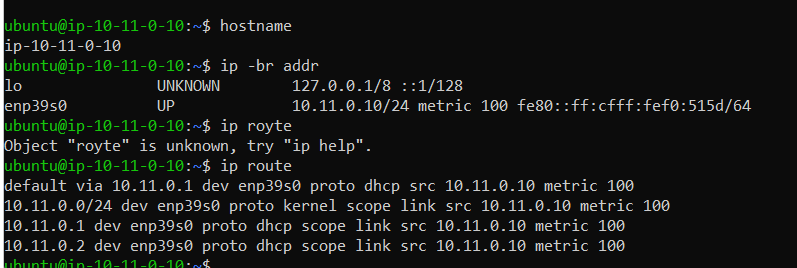 ubuntu@ip-10-11-0-10:~$ hostname
ip-10-11-0-10
ubuntu@ip-10-11-0-10:~$ ip -br addr
lo               UNKNOWN        127.0.0.1/8 ::1/128
enp39s0          UP             10.11.0.10/24 metric 100 fe80::ff:cfff:fef0:515d/64
ubuntu@ip-10-11-0-10:~$ ip royte
Object "royte" is unknown, try "ip help".
ubuntu@ip-10-11-0-10:~$ ip route
default via 10.11.0.1 dev enp39s0 proto dhcp src 10.11.0.10 metric 100
10.11.0.0/24 dev enp39s0 proto kernel scope link src 10.11.0.10 metric 100
10.11.0.1 dev enp39s0 proto dhcp scope link src 10.11.0.10 metric 100
10.11.0.2 dev enp39s0 proto dhcp scope link src 10.11.0.10 metric 100
ubuntu@ip-10-11-0-10:~$